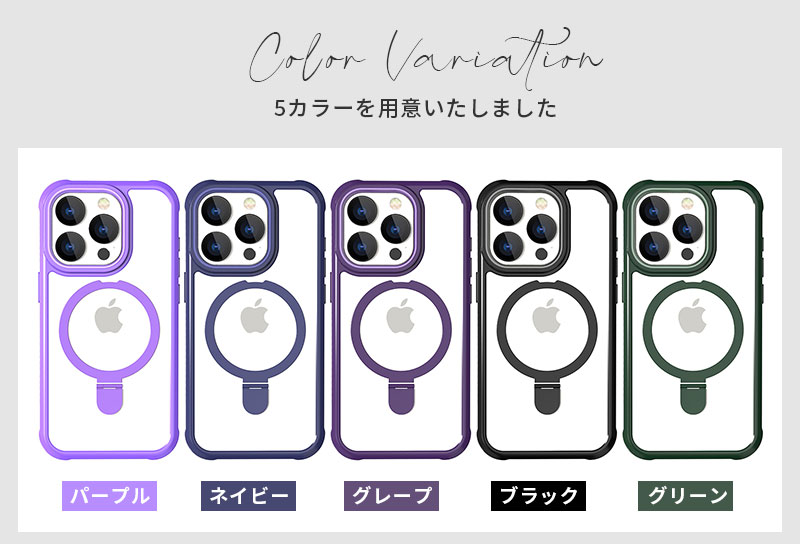 Color Variation
5カラーを用意いたしました
パープル
ネイビー
グレープ
ブラック
グリーン